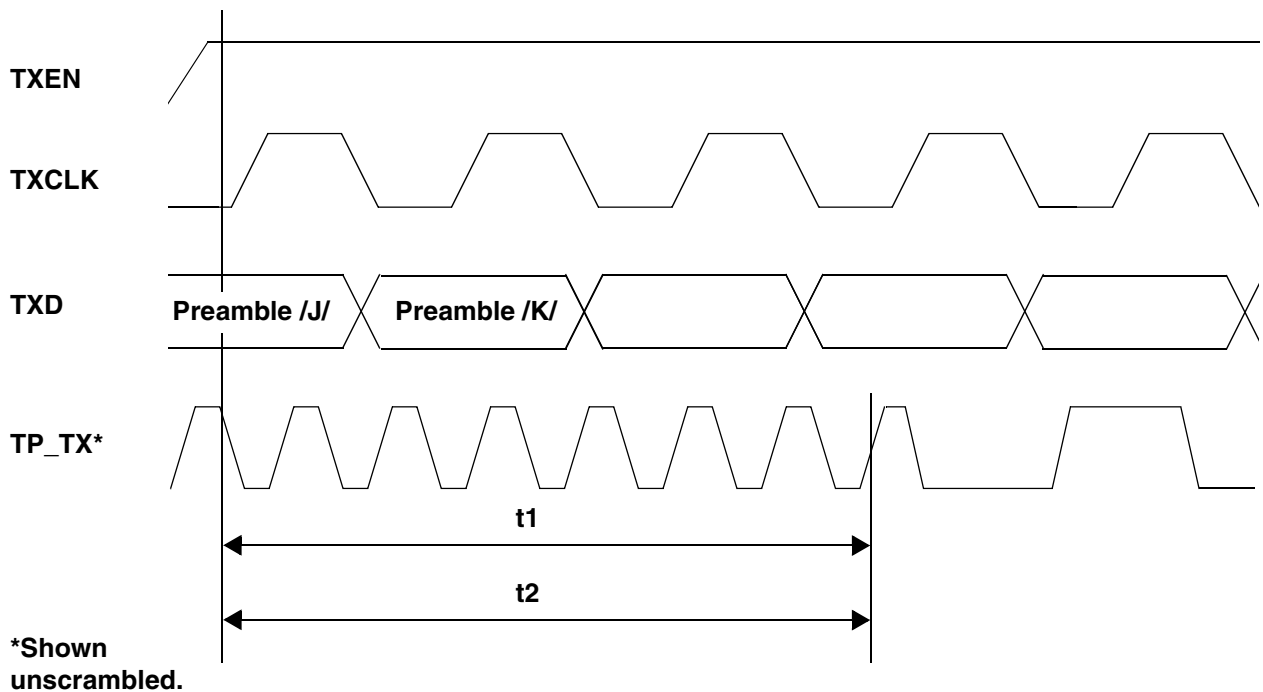 TXEN
TXCLK
TXD
Preamble /J/
Preamble /K/
TP_TX*
t1
t2
*Shown
unscrambled.